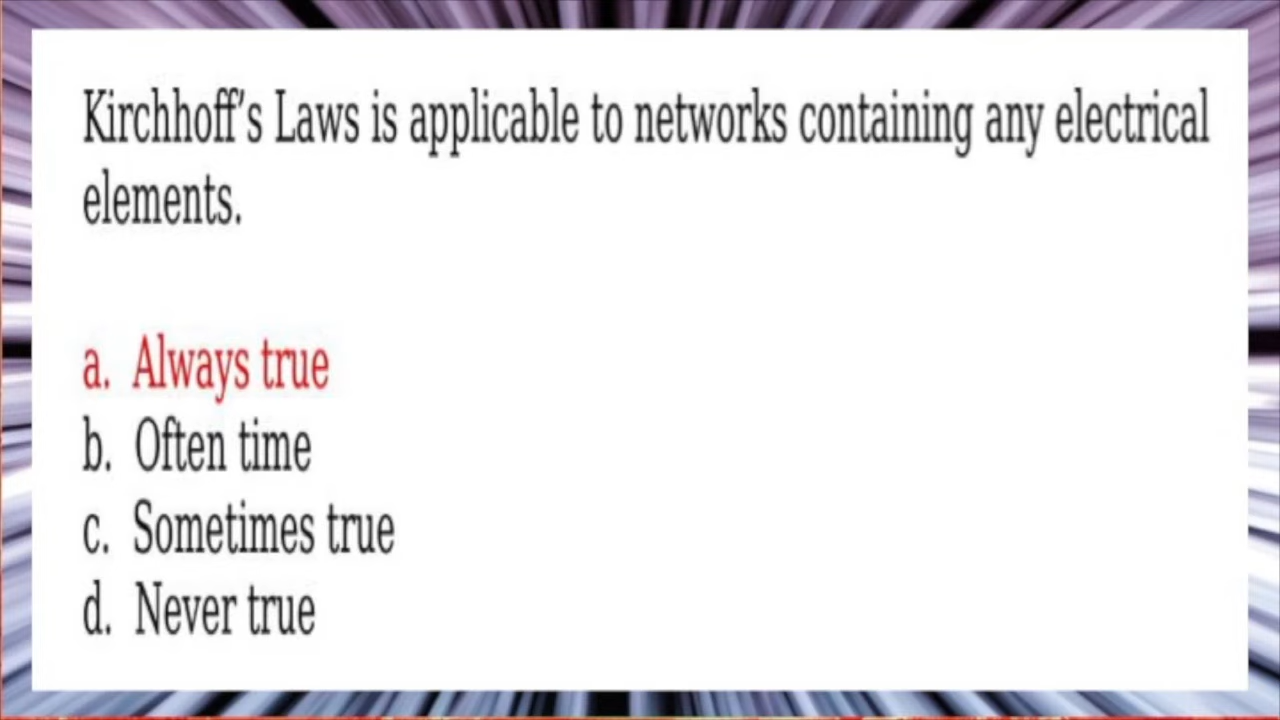 Kirchhoff’s Laws is applicable to networks containing any electrical
elements.
a. Always true
b. Often time
c. Sometimes true
d. Never true